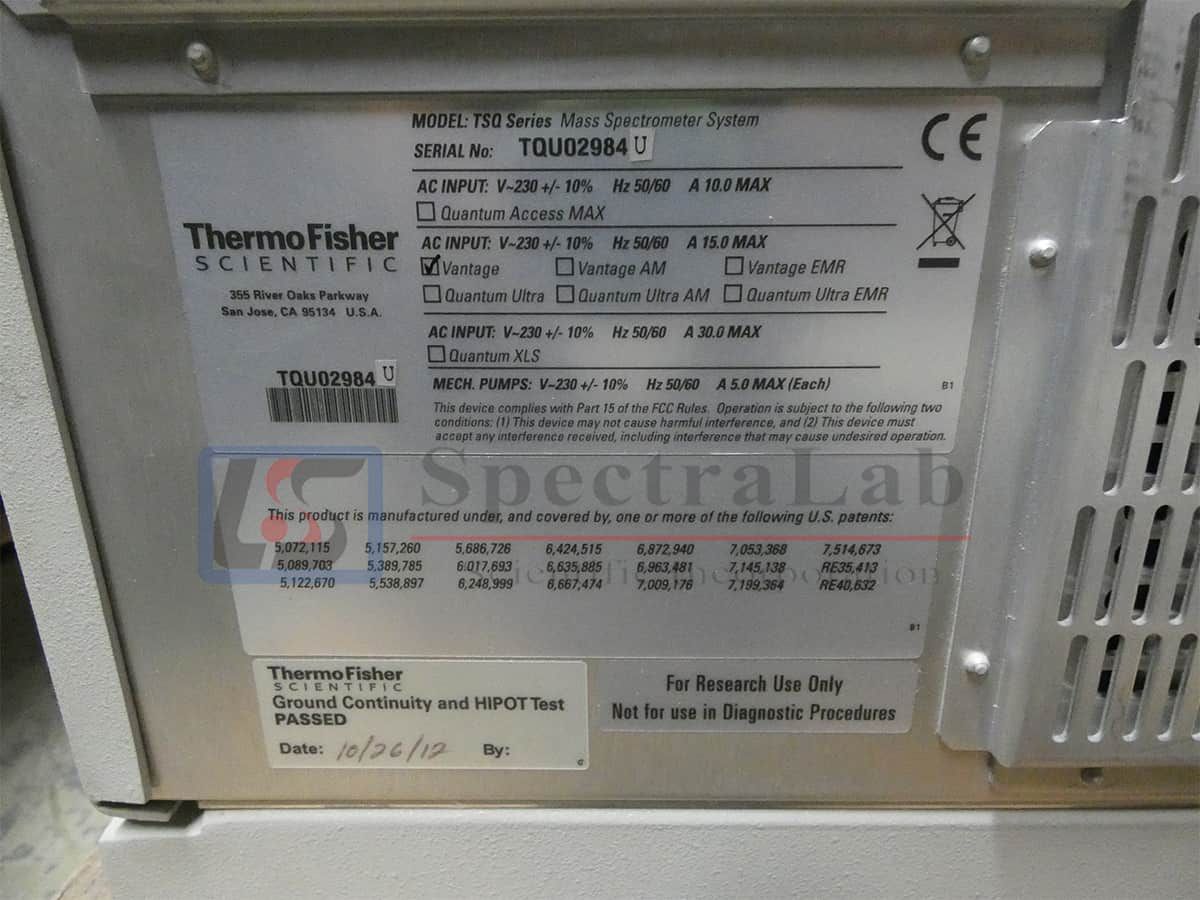 MODEL: TSQ Series Mass Spectrometer System
SERIAL No: TQU02984 U
CE
AC INPUT: V~230 +/- 10% Hz 50/60 A 10.0 MAX
Quantum Access MAX
ThermoFisher
SCIENTIFIC
355 River Oaks Parkway
San Jose, CA 95134 U.S.A.
AC INPUT: V~230 +/- 10% Hz 50/60 A 15.0 MAX
Vantage Vantage AM Vantage EMR
Quantum Ultra Quantum Ultra AM Quantum Ultra EMR
AC INPUT: V~230 +/- 10% Hz 50/60 A 30.0 MAX
Quantum XLS
TQU02984 U
MECH. PUMPS: V~230 +/- 10% Hz 50/60 A 5.0 MAX (Each)
B1
This device complies with Part 15 of the FCC Rules. Operation is subject to the following two
conditions: (1) This device may not cause harmful interference, and (2) This device must
accept any interference received, including interference that may cause undesired operation.
LS SpectraLab
This product is manufactured under, and covered by, one or more of the following U.S. patents:
5,072,115 5,157,260 5,686,726 6,424,515 6,872,940 7,053,368 7,514,673
5,089,703 5,389,785 6,017,693 6,635,885 6,963,481 7,145,138 RE35,413
5,122,670 5,538,897 6,248,999 6,667,474 7,009,176 7,199,364 RE40,632
B1
ThermoFisher
SCIENTIFIC
Ground Continuity and HIPOT Test
PASSED
Date: 10/26/12 By:
For Research Use Only
Not for use in Diagnostic Procedures